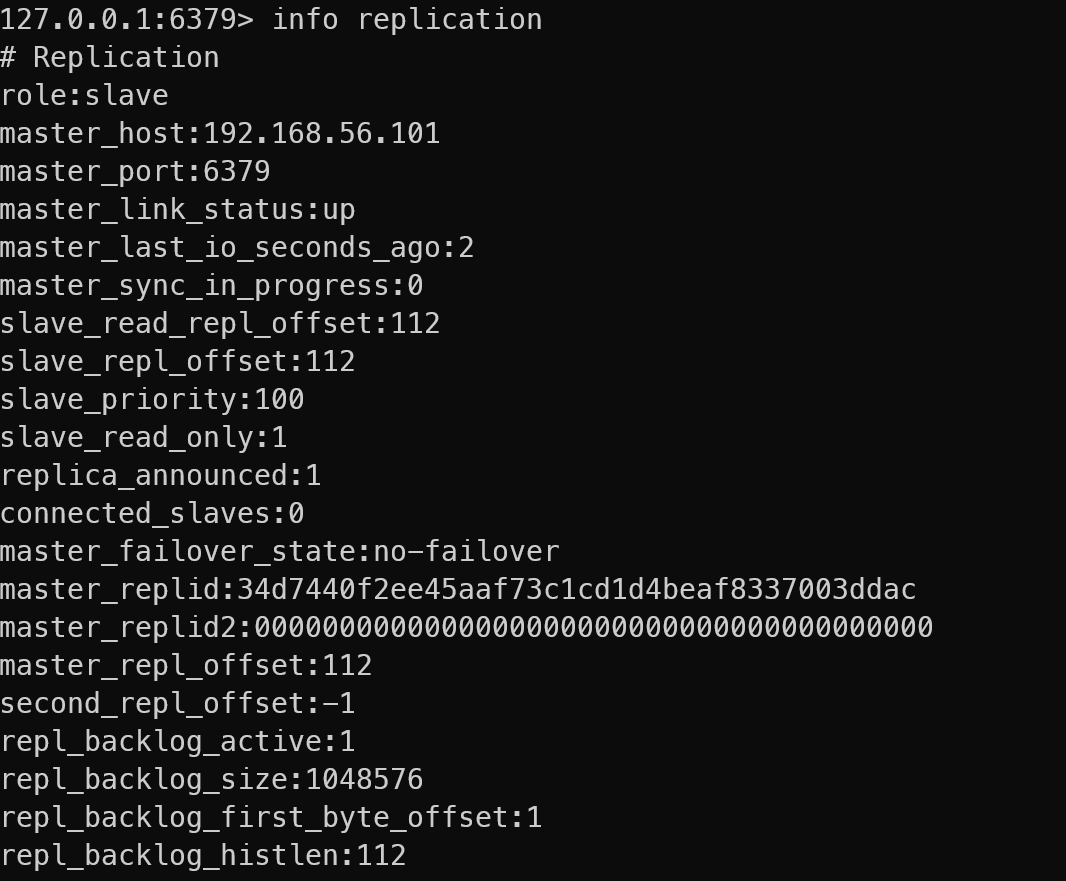 127.0.0.1:6379> info replication
# Replication
role:slave
master_host:192.168.56.101
master_port:6379
master_link_status:up
master_last_io_seconds_ago:2
master_sync_in_progress:0
slave_read_repl_offset:112
slave_repl_offset:112
slave_priority:100
slave_read_only:1
replica_announced:1
connected_slaves:0
master_failover_state:no-failover
master_replid:34d7440f2ee45aaf73c1cd1d4beaf8337003ddac
master_replid2:0000000000000000000000000000000000000000
master_repl_offset:112
second_repl_offset:-1
repl_backlog_active:1
repl_backlog_size:1048576
repl_backlog_first_byte_offset:1
repl_backlog_histlen:112